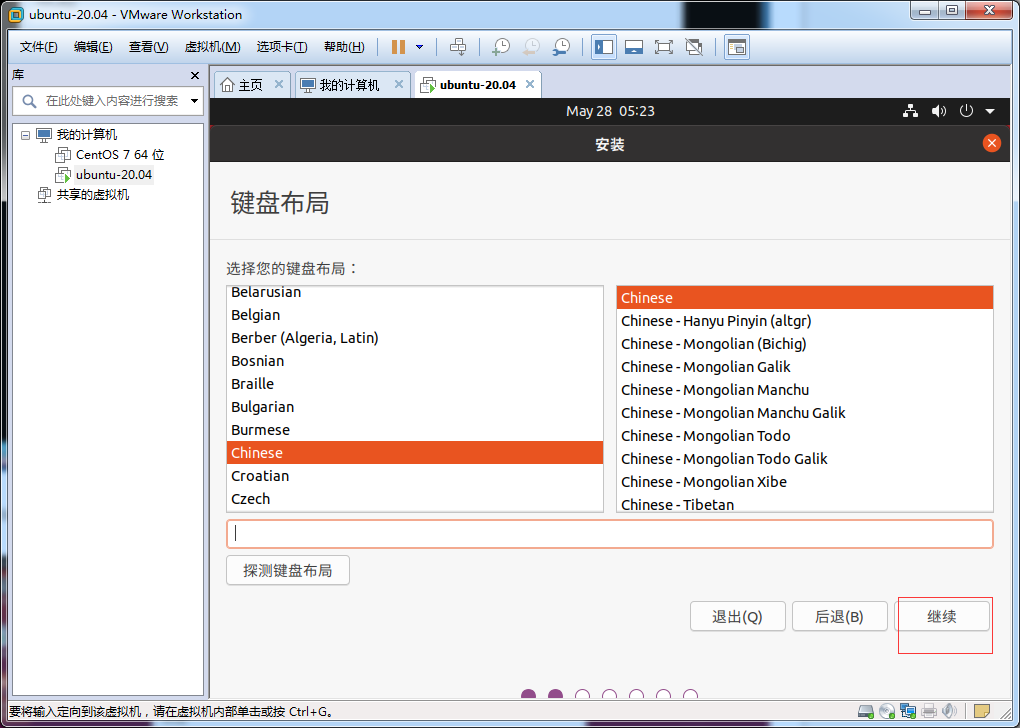 ubuntu-20.04 - VMware Workstation
文件(F) 编辑(E) 查看(V) 虚拟机(M) 选项卡(T) 帮助(H)
库
在此处键入内容进行搜索
我的计算机
CentOS 7 64 位
ubuntu-20.04
共享的虚拟机
主页 我的计算机 ubuntu-20.04
May 28 05:23
安装
键盘布局
选择您的键盘布局：
Belarusian
Belgian
Berber (Algeria, Latin)
Bosnian
Braille
Bulgarian
Burmese
Chinese
Croatian
Czech
Chinese
Chinese - Hanyu Pinyin (altgr)
Chinese - Mongolian (Bichig)
Chinese - Mongolian Galik
Chinese - Mongolian Manchu
Chinese - Mongolian Manchu Galik
Chinese - Mongolian Todo
Chinese - Mongolian Todo Galik
Chinese - Mongolian Xibe
Chinese - Tibetan
探测键盘布局
退出(Q) 后退(B) 继续
要将输入定向到该虚拟机，请在虚拟机内部单击或按 Ctrl+G。